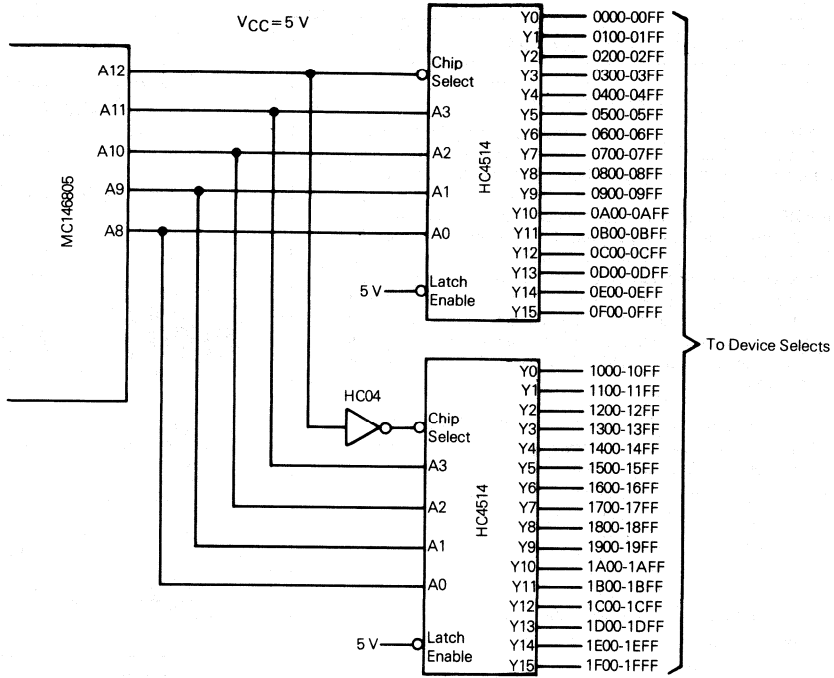 V_CC = 5 V
MC146805
A12
A11
A10
A9
A8
Chip
Select
A3
A2
A1
A0
5 V
Latch
Enable
HC4514
Y0 0000-00FF
Y1 0100-01FF
Y2 0200-02FF
Y3 0300-03FF
Y4 0400-04FF
Y5 0500-05FF
Y6 0600-06FF
Y7 0700-07FF
Y8 0800-08FF
Y9 0900-09FF
Y10 0A00-0AFF
Y11 0B00-0BFF
Y12 0C00-0CFF
Y13 0D00-0DFF
Y14 0E00-0EFF
Y15 0F00-0FFF
To Device Selects
HC04
Chip
Select
A3
A2
A1
A0
5 V
Latch
Enable
HC4514
Y0 1000-10FF
Y1 1100-11FF
Y2 1200-12FF
Y3 1300-13FF
Y4 1400-14FF
Y5 1500-15FF
Y6 1600-16FF
Y7 1700-17FF
Y8 1800-18FF
Y9 1900-19FF
Y10 1A00-1AFF
Y11 1B00-1BFF
Y12 1C00-1CFF
Y13 1D00-1DFF
Y14 1E00-1EFF
Y15 1F00-1FFF